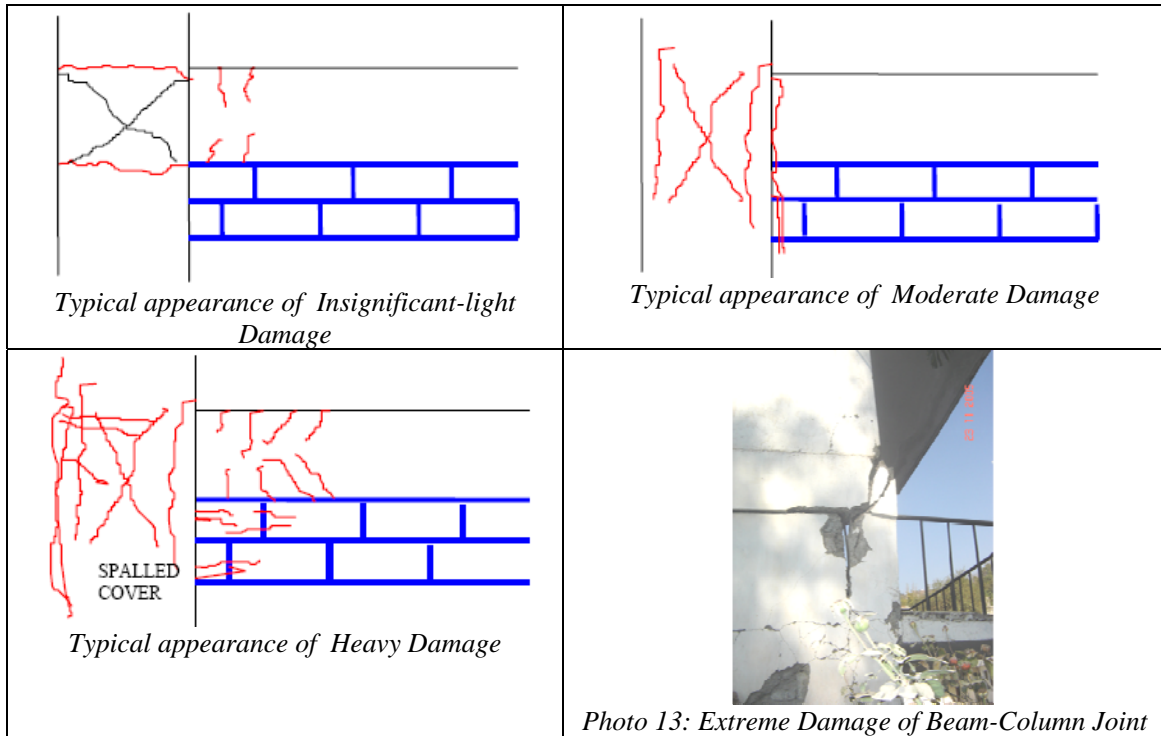 Typical appearance of Insignificant-light
Damage
Typical appearance of Moderate Damage
SPALLED
COVER
Typical appearance of Heavy Damage
Photo 13: Extreme Damage of Beam-Column Joint